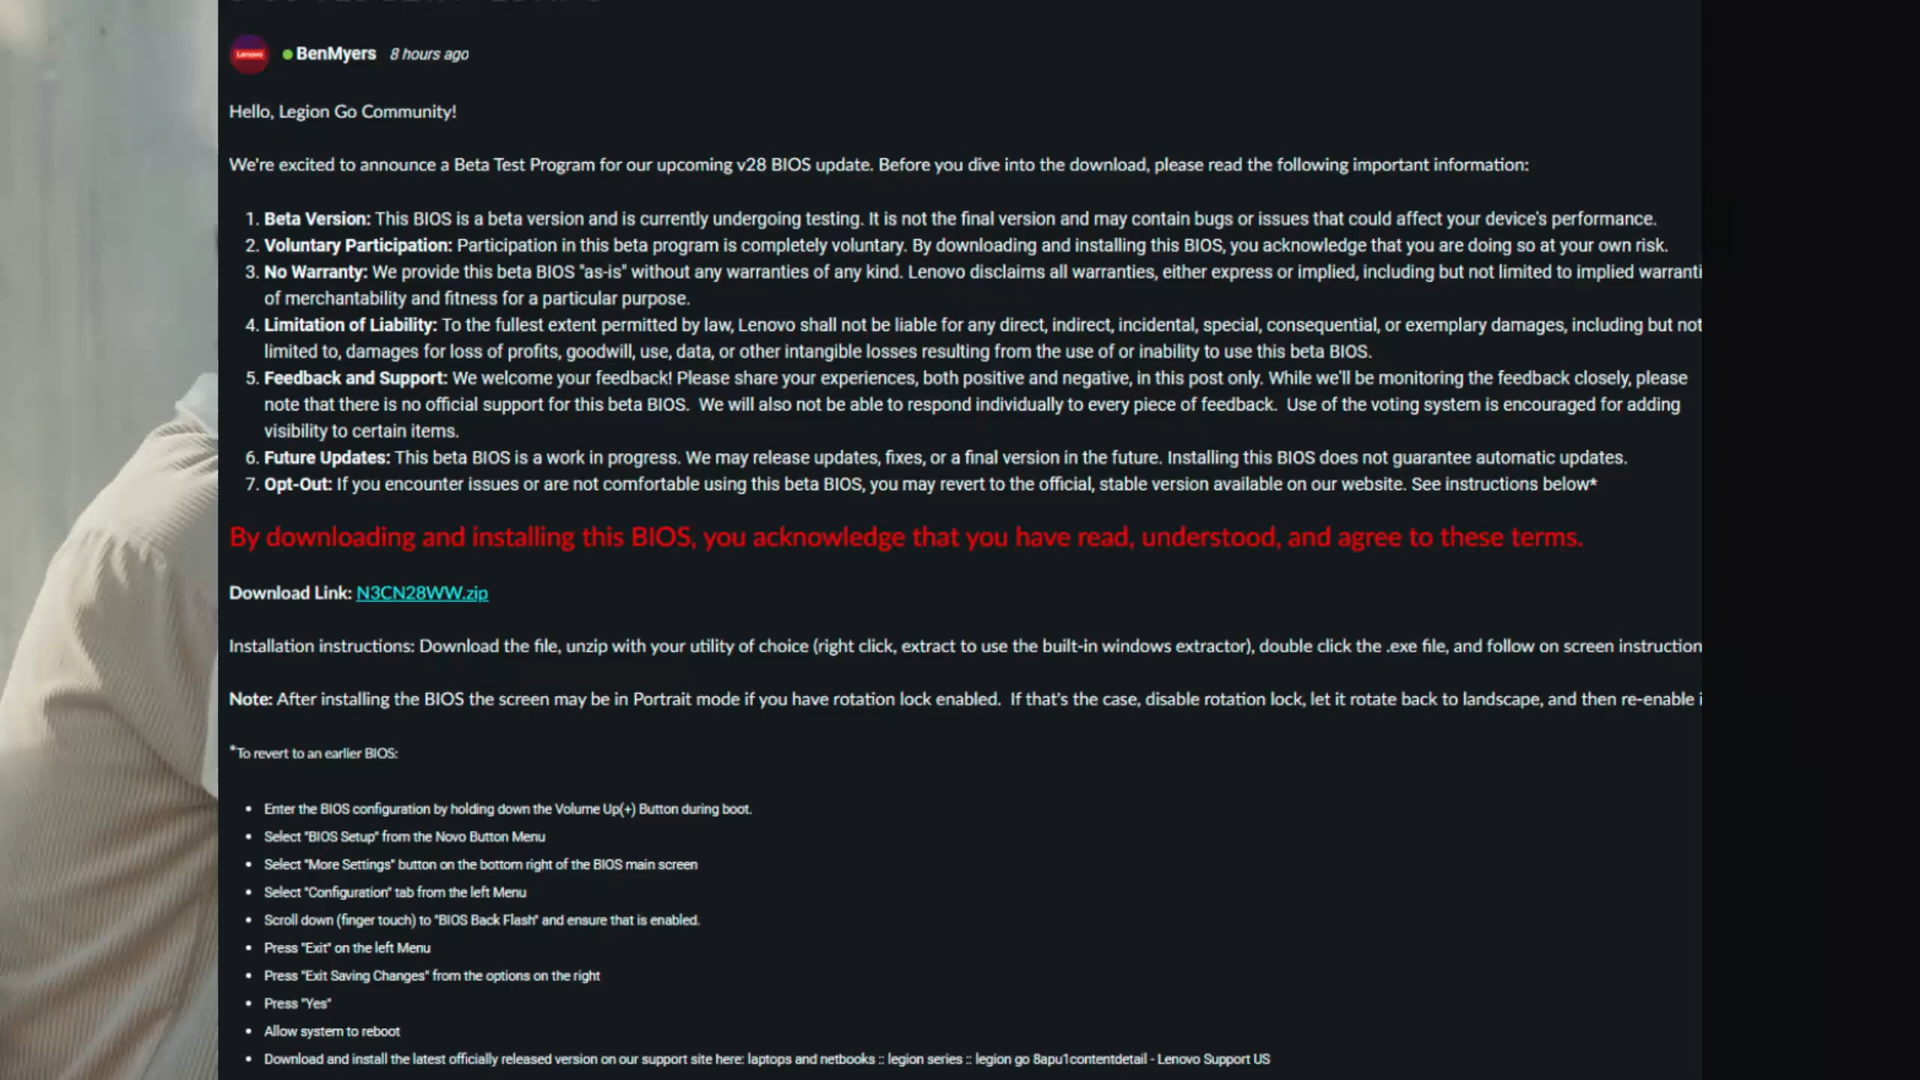 Lenovo
BenMyers 8 hours ago
Hello, Legion Go Community!
We're excited to announce a Beta Test Program for our upcoming v28 BIOS update. Before you dive into the download, please read the following important information:
1. Beta Version: This BIOS is a beta version and is currently undergoing testing. It is not the final version and may contain bugs or issues that could affect your device's performance.
2. Voluntary Participation: Participation in this beta program is completely voluntary. By downloading and installing this BIOS, you acknowledge that you are doing so at your own risk.
3. No Warranty: We provide this beta BIOS "as-is" without any warranties of any kind. Lenovo disclaims all warranties, either express or implied, including but not limited to implied warranti
of merchantability and fitness for a particular purpose.
4. Limitation of Liability: To the fullest extent permitted by law, Lenovo shall not be liable for any direct, indirect, incidental, special, consequential, or exemplary damages, including but not
limited to, damages for loss of profits, goodwill, use, data, or other intangible losses resulting from the use of or inability to use this beta BIOS.
5. Feedback and Support: We welcome your feedback! Please share your experiences, both positive and negative, in this post only. While we'll be monitoring the feedback closely, please
note that there is no official support for this beta BIOS. We will also not be able to respond individually to every piece of feedback. Use of the voting system is encouraged for adding
visibility to certain items.
6. Future Updates: This beta BIOS is a work in progress. We may release updates, fixes, or a final version in the future. Installing this BIOS does not guarantee automatic updates.
7. Opt-Out: If you encounter issues or are not comfortable using this beta BIOS, you may revert to the official, stable version available on our website. See instructions below*
By downloading and installing this BIOS, you acknowledge that you have read, understood, and agree to these terms.
Download Link: N3CN28WW.zip
Installation instructions: Download the file, unzip with your utility of choice (right click, extract to use the built-in windows extractor), double click the .exe file, and follow on screen instruction
Note: After installing the BIOS the screen may be in Portrait mode if you have rotation lock enabled. If that's the case, disable rotation lock, let it rotate back to landscape, and then re-enable i
*To revert to an earlier BIOS:
• Enter the BIOS configuration by holding down the Volume Up(+) Button during boot.
• Select "BIOS Setup" from the Novo Button Menu
• Select "More Settings" button on the bottom right of the BIOS main screen
• Select "Configuration" tab from the left Menu
• Scroll down (finger touch) to "BIOS Back Flash" and ensure that is enabled.
• Press "Exit" on the left Menu
• Press "Exit Saving Changes" from the options on the right
• Press "Yes"
• Allow system to reboot
• Download and install the latest officially released version on our support site here: laptops and netbooks :: legion series :: legion go 8apu1contentdetail - Lenovo Support US